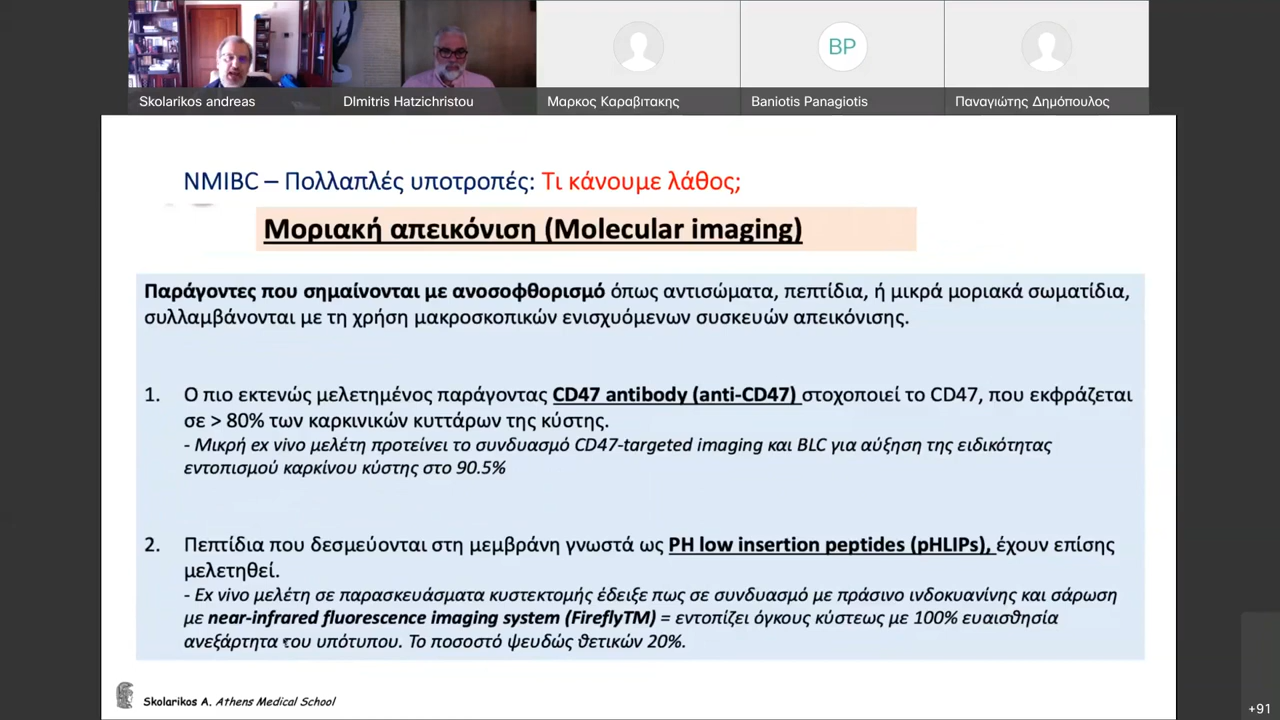 Skolarikos andreas
DImitris Hatzichristou
Μαρκος Καραβιτακης
BP
Baniotis Panagiotis
Παναγιώτης Δημόπουλος
NMIBC – Πολλαπλές υποτροπές: Τι κάνουμε λάθος;
Μοριακή απεικόνιση (Molecular imaging)
Παράγοντες που σημαίνονται με ανοσοφθορισμό όπως αντισώματα, πεπτίδια, ή μικρά μοριακά σωματίδια,
συλλαμβάνονται με τη χρήση μακροσκοπικών ενισχυόμενων συσκευών απεικόνισης.
1. Ο πιο εκτενώς μελετημένος παράγοντας CD47 antibody (anti-CD47) στοχοποιεί το CD47, που εκφράζεται
σε > 80% των καρκινικών κυττάρων της κύστης.
- Μικρή ex vivo μελέτη προτείνει το συνδυασμό CD47-targeted imaging και BLC για αύξηση της ειδικότητας
εντοπισμού καρκίνου κύστης στο 90.5%
2. Πεπτίδια που δεσμεύονται στη μεμβράνη γνωστά ως PH low insertion peptides (pHLIPs), έχουν επίσης
μελετηθεί.
- Ex vivo μελέτη σε παρασκευάσματα κυστεκτομής έδειξε πως σε συνδυασμό με πράσινο ινδοκυανίνης και σάρωση
με near-infrared fluorescence imaging system (FireflyTM) = εντοπίζει όγκους κύστεως με 100% ευαισθησία
ανεξάρτητα του υπότυπου. Το ποσοστό ψευδώς θετικών 20%.
Skolarikos A. Athens Medical School
+91